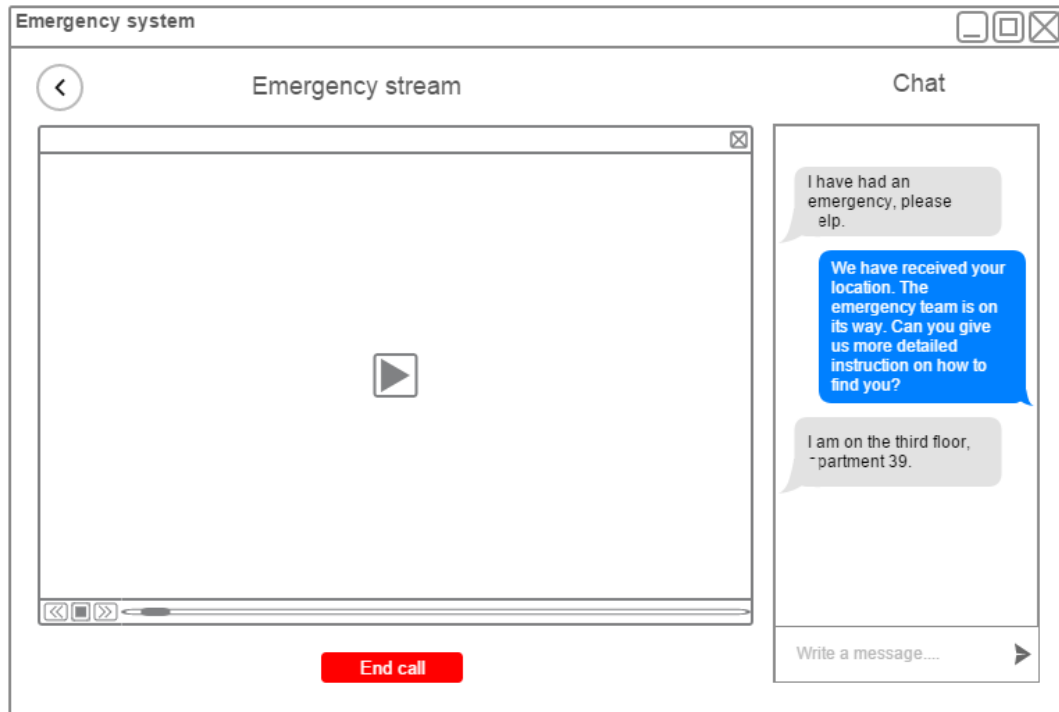 Emergency system
Emergency stream
Chat
I have had an
emergency, please
elp.
We have received your
location. The
emergency team is on
its way. Can you give
us more detailed
instruction on how to
find you?
I am on the third floor,
partment 39.
End call
Write a message....